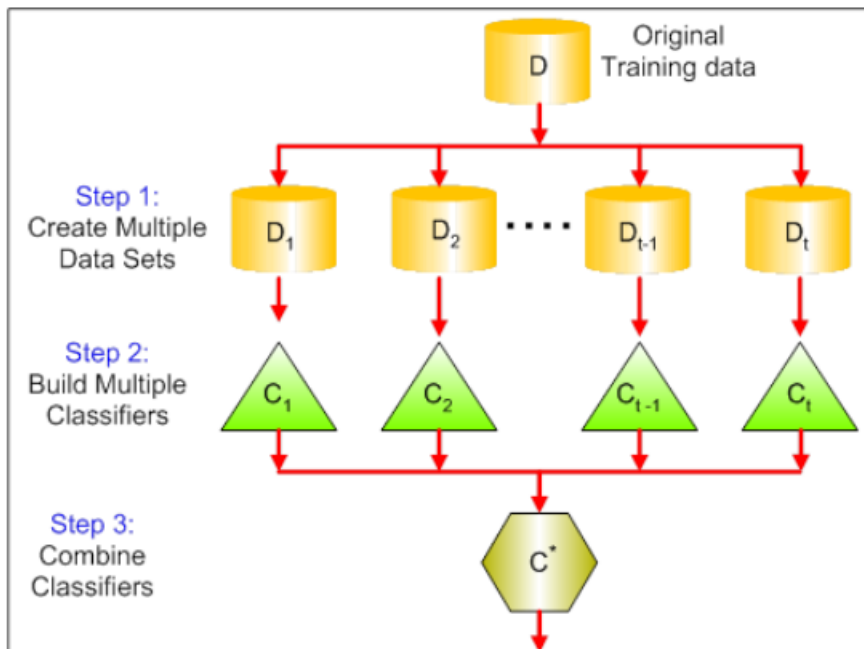 D
Original
Training data
Step 1:
Create Multiple
Data Sets
D₁
D₂
....
Dₜ₋₁
Dₜ
Step 2:
Build Multiple
Classifiers
C₁
C₂
Cₜ₋₁
Cₜ
Step 3:
Combine
Classifiers
C*